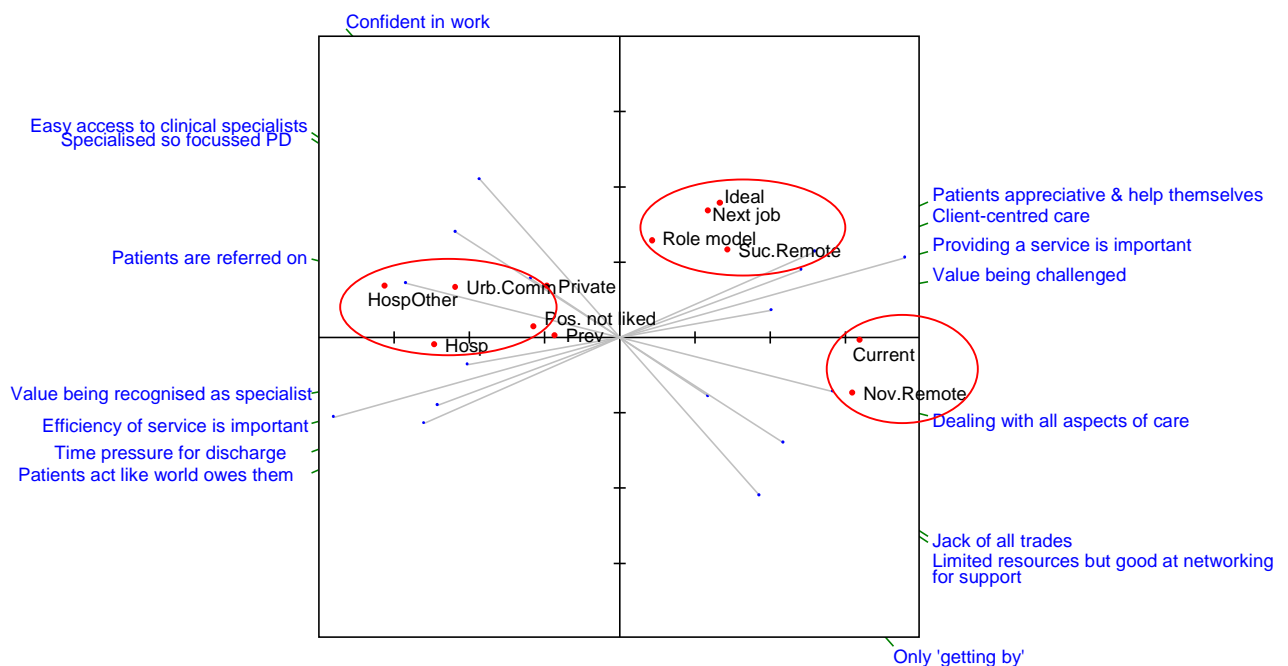 Confident in work
Easy access to clinical specialists
Specialised so focussed PD
Patients appreciative & help themselves
Ideal
Next job
Client-centred care
Role model
Suc.Remote
Providing a service is important
Patients are referred on
Value being challenged
Urb.Comm
Private
HospOther
Pos. not liked
Prev
Hosp
Current
Nov.Remote
Value being recognised as specialist
Dealing with all aspects of care
Efficiency of service is important
Time pressure for discharge
Patients act like world owes them
Jack of all trades
Limited resources but good at networking
for support
Only 'getting by'